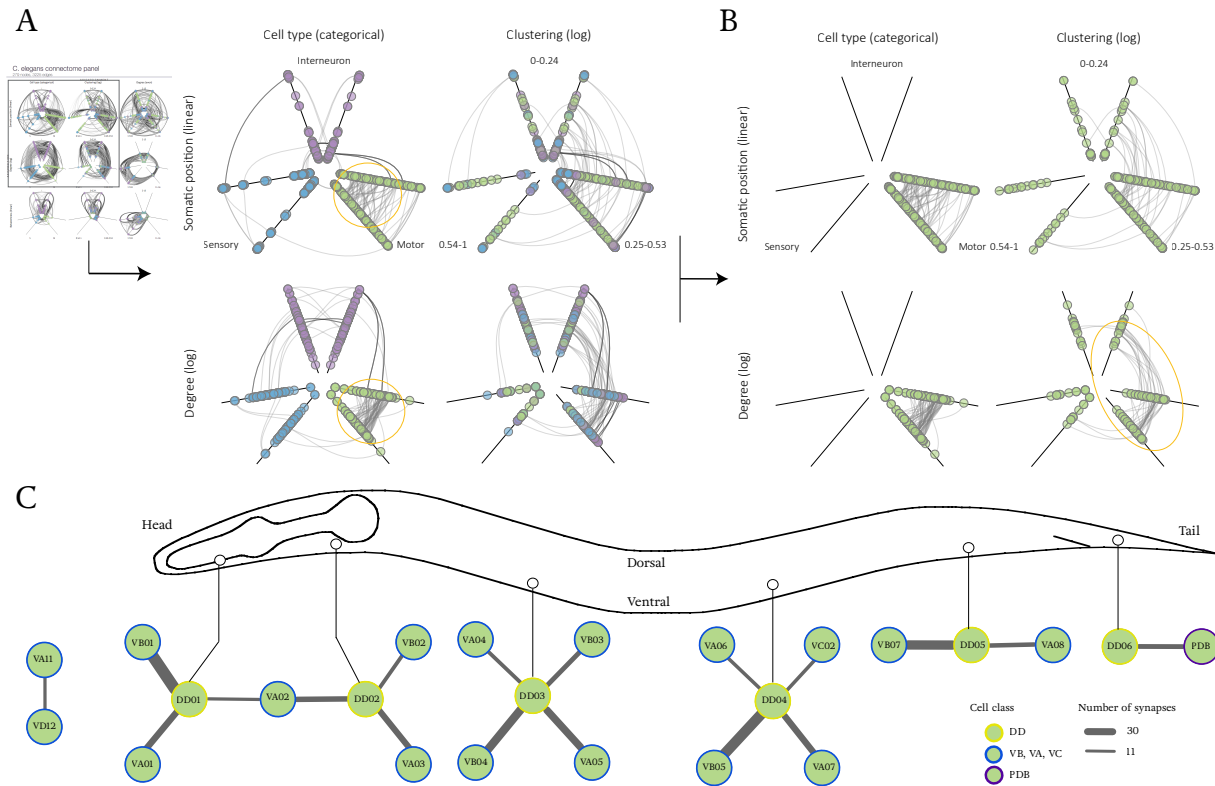 A
B
Cell type (categorical)
Clustering (log)
Cell type (categorical)
Clustering (log)
Interneuron
0-0.24
Interneuron
0-0.24
C. elegans connectome panel
Somatic position (linear)
Somatic position (linear)
Sensory
Motor
0.54-1
0.25-0.53
Sensory
Motor
0.54-1
0.25-0.53
Degree (log)
Degree (log)
C
Head
Tail
Dorsal
Ventral
VA11
VD12
VB01
VB02
DD01
VA02
DD02
VA01
VA03
VA04
VB03
DD03
VB04
VA05
VA06
VC02
DD04
VB05
VA07
VB07
DD05
VA08
DD06
PDB
Cell class
Number of synapses
DD
30
VB, VA, VC
11
PDB